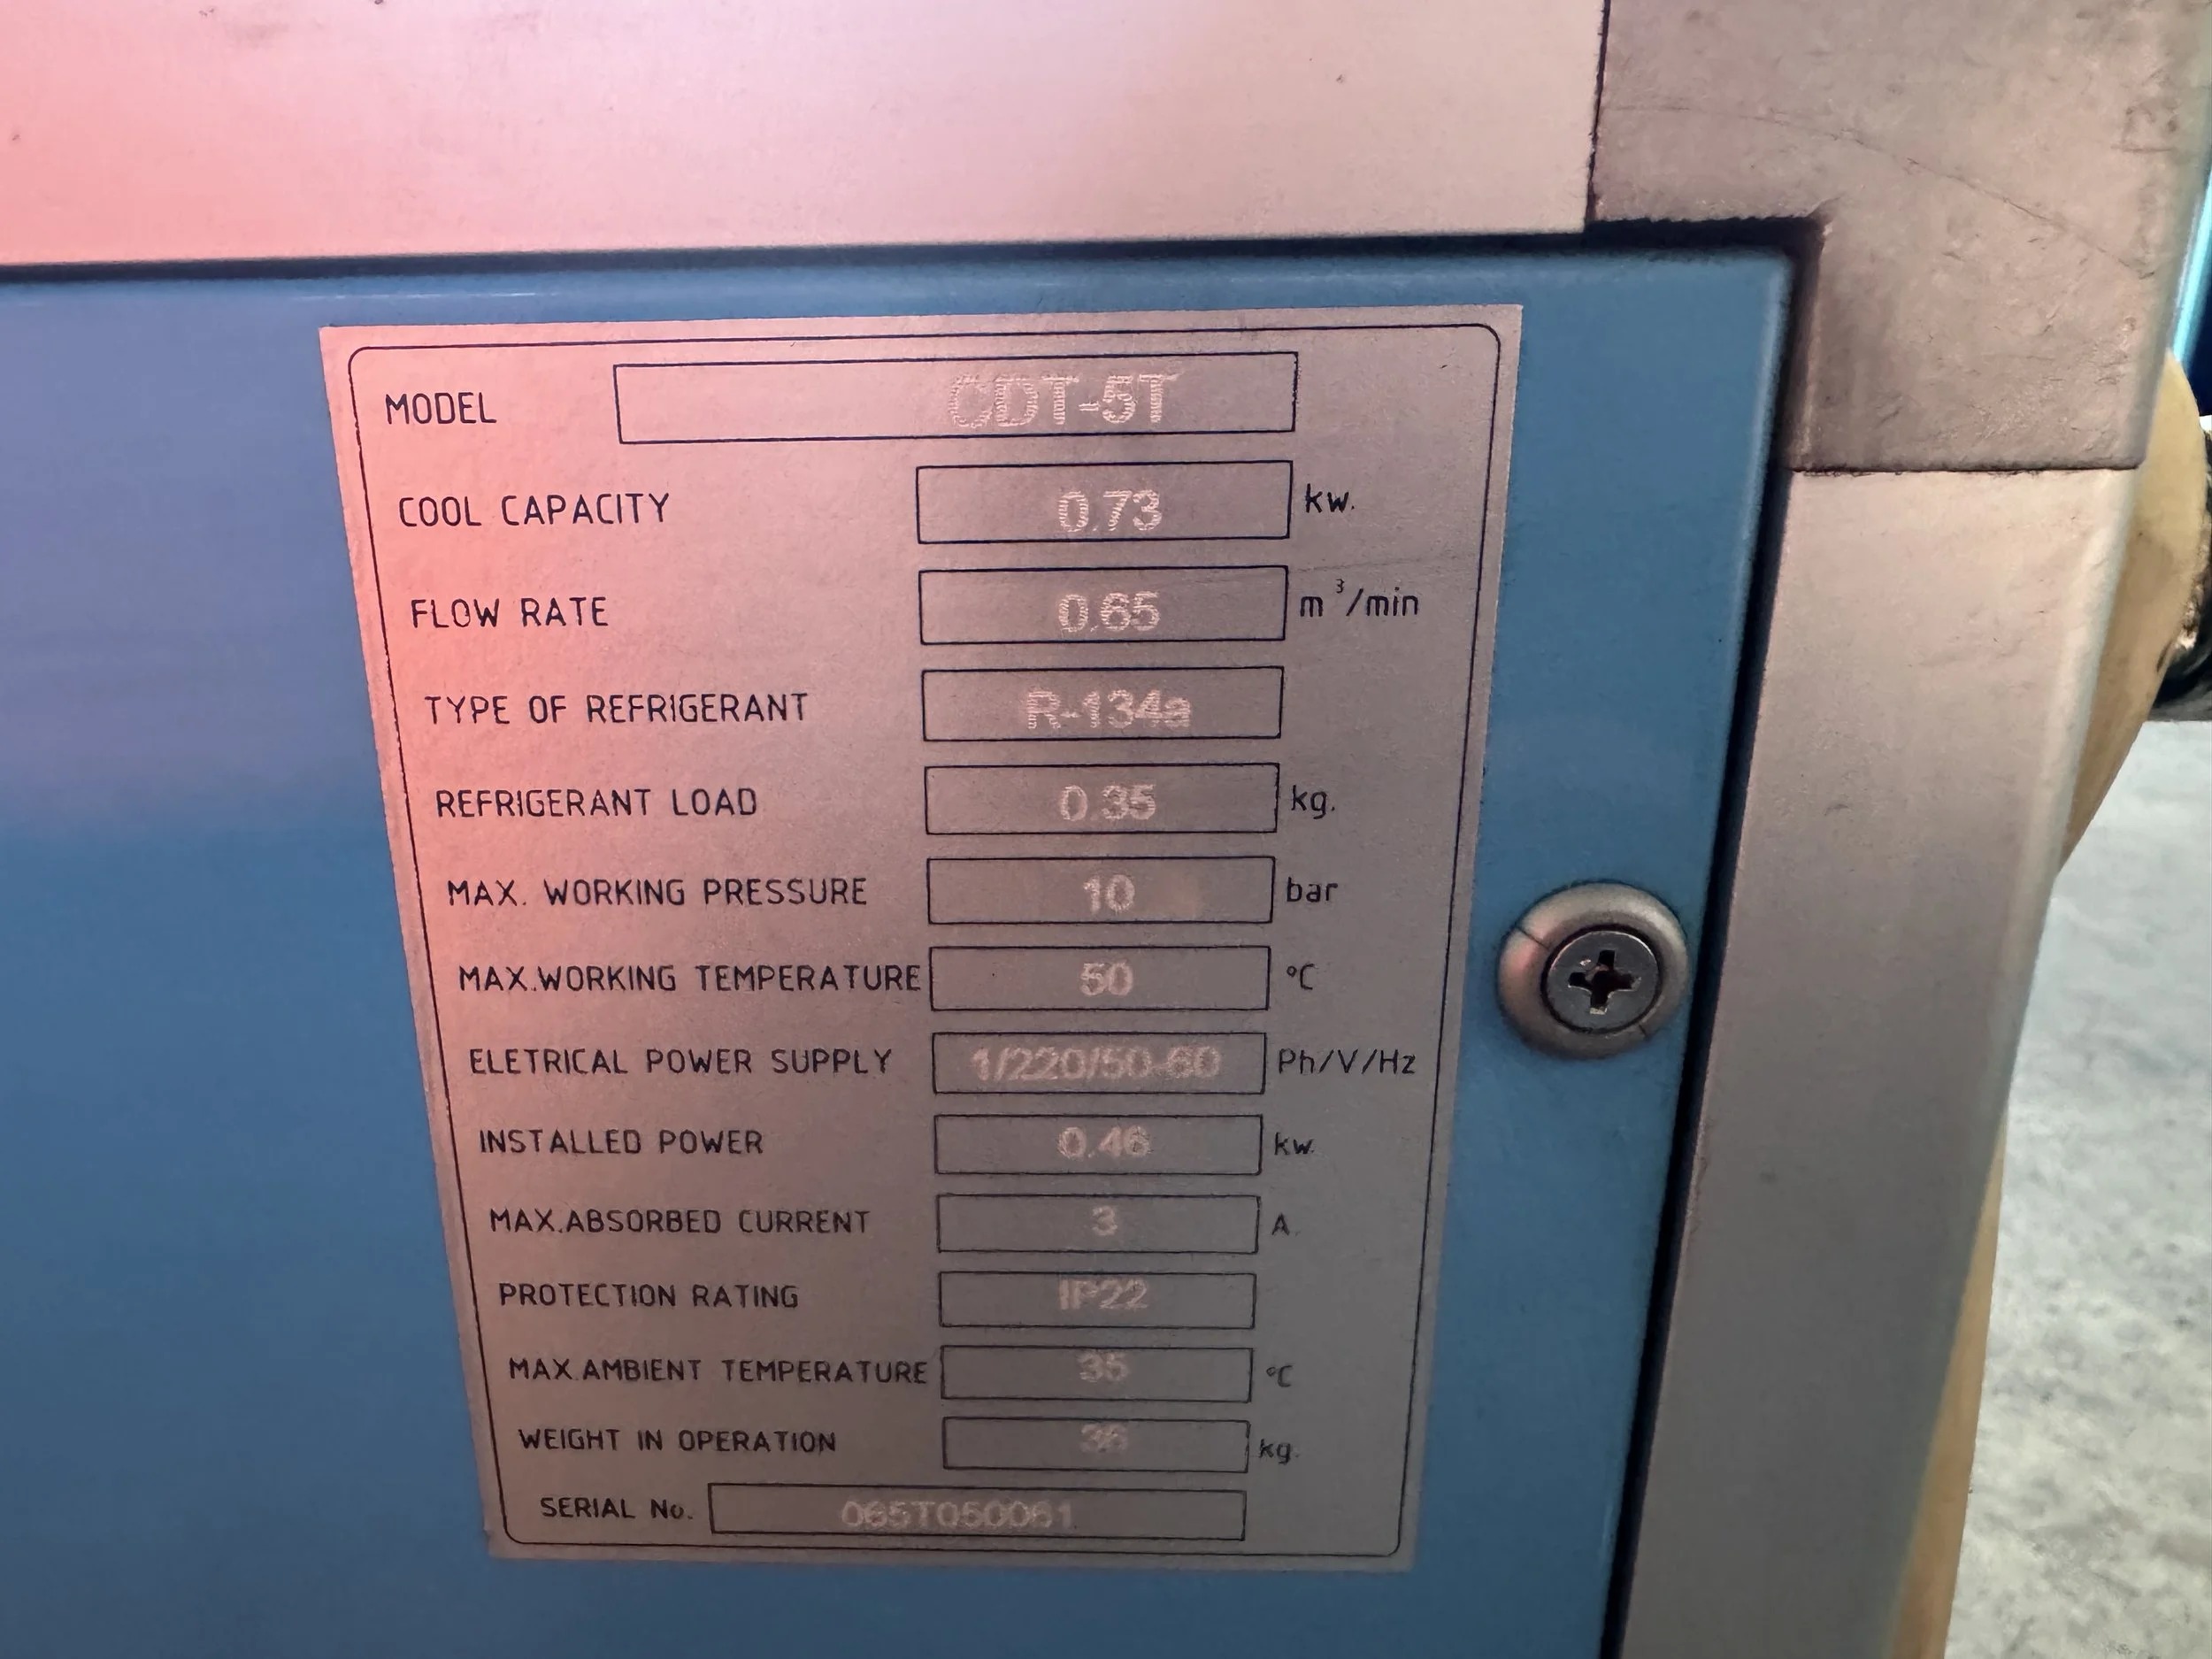 MODEL CDT-5T
COOL CAPACITY 0.73 kw.
FLOW RATE 0.65 m³/min
TYPE OF REFRIGERANT R-134a
REFRIGERANT LOAD 0.35 kg.
MAX. WORKING PRESSURE 10 bar
MAX.WORKING TEMPERATURE 50 °C
ELETRICAL POWER SUPPLY 1/220/50-60 Ph/V/Hz
INSTALLED POWER 0.46 kw.
MAX.ABSORBED CURRENT 3 A.
PROTECTION RATING IP22
MAX.AMBIENT TEMPERATURE 35 °C
WEIGHT IN OPERATION kg.
SERIAL No.